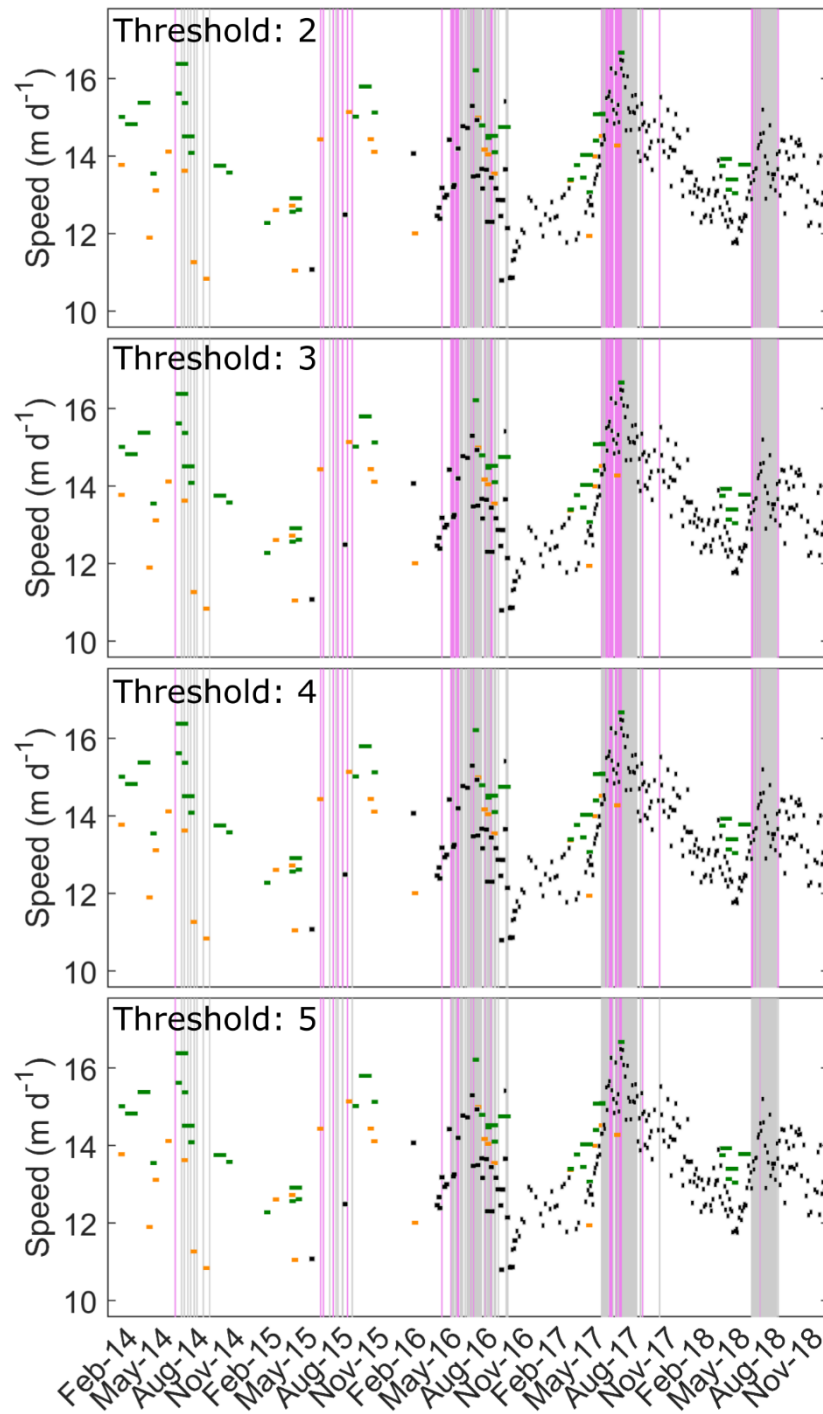 Threshold: 2
Speed (m d⁻¹)
16
14
12
10
Threshold: 3
Speed (m d⁻¹)
16
14
12
10
Threshold: 4
Speed (m d⁻¹)
16
14
12
10
Threshold: 5
Speed (m d⁻¹)
16
14
12
10
Feb-14
May-14
Aug-14
Nov-14
Feb-15
May-15
Aug-15
Nov-15
Feb-16
May-16
Aug-16
Nov-16
Feb-17
May-17
Aug-17
Nov-17
Feb-18
May-18
Aug-18
Nov-18